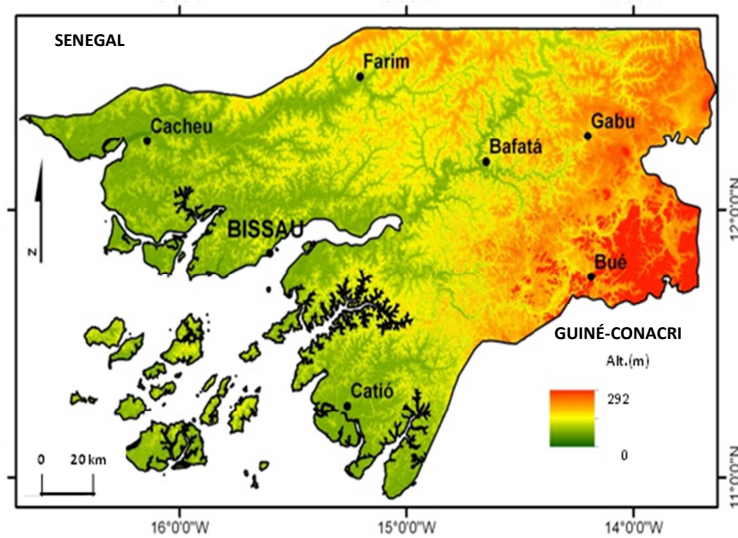 SENEGAL
Farim
Cacheu
Gabu
Bafatá
BISSAU
12°0'0"N
N
Bué
GUINÉ-CONACRI
Alt.(m)
292
0
Catió
0 20 km
11°0'0"N
16°0'0"W 15°0'0"W 14°0'0"W